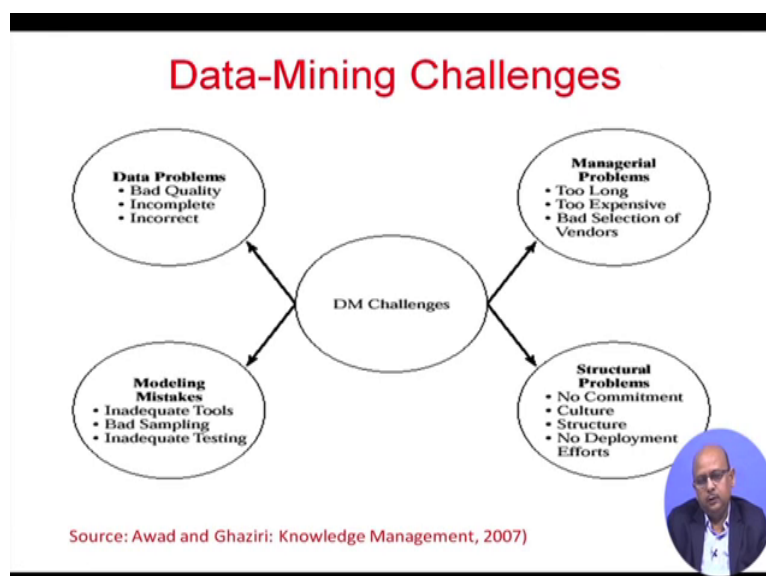 Data-Mining Challenges
Data Problems
• Bad Quality
• Incomplete
• Incorrect
Managerial
Problems
• Too Long
• Too Expensive
• Bad Selection of
Vendors
DM Challenges
Modeling
Mistakes
• Inadequate Tools
• Bad Sampling
• Inadequate Testing
Structural
Problems
• No Commitment
• Culture
• Structure
• No Deployment
Efforts
Source: Awad and Ghaziri: Knowledge Management, 2007)